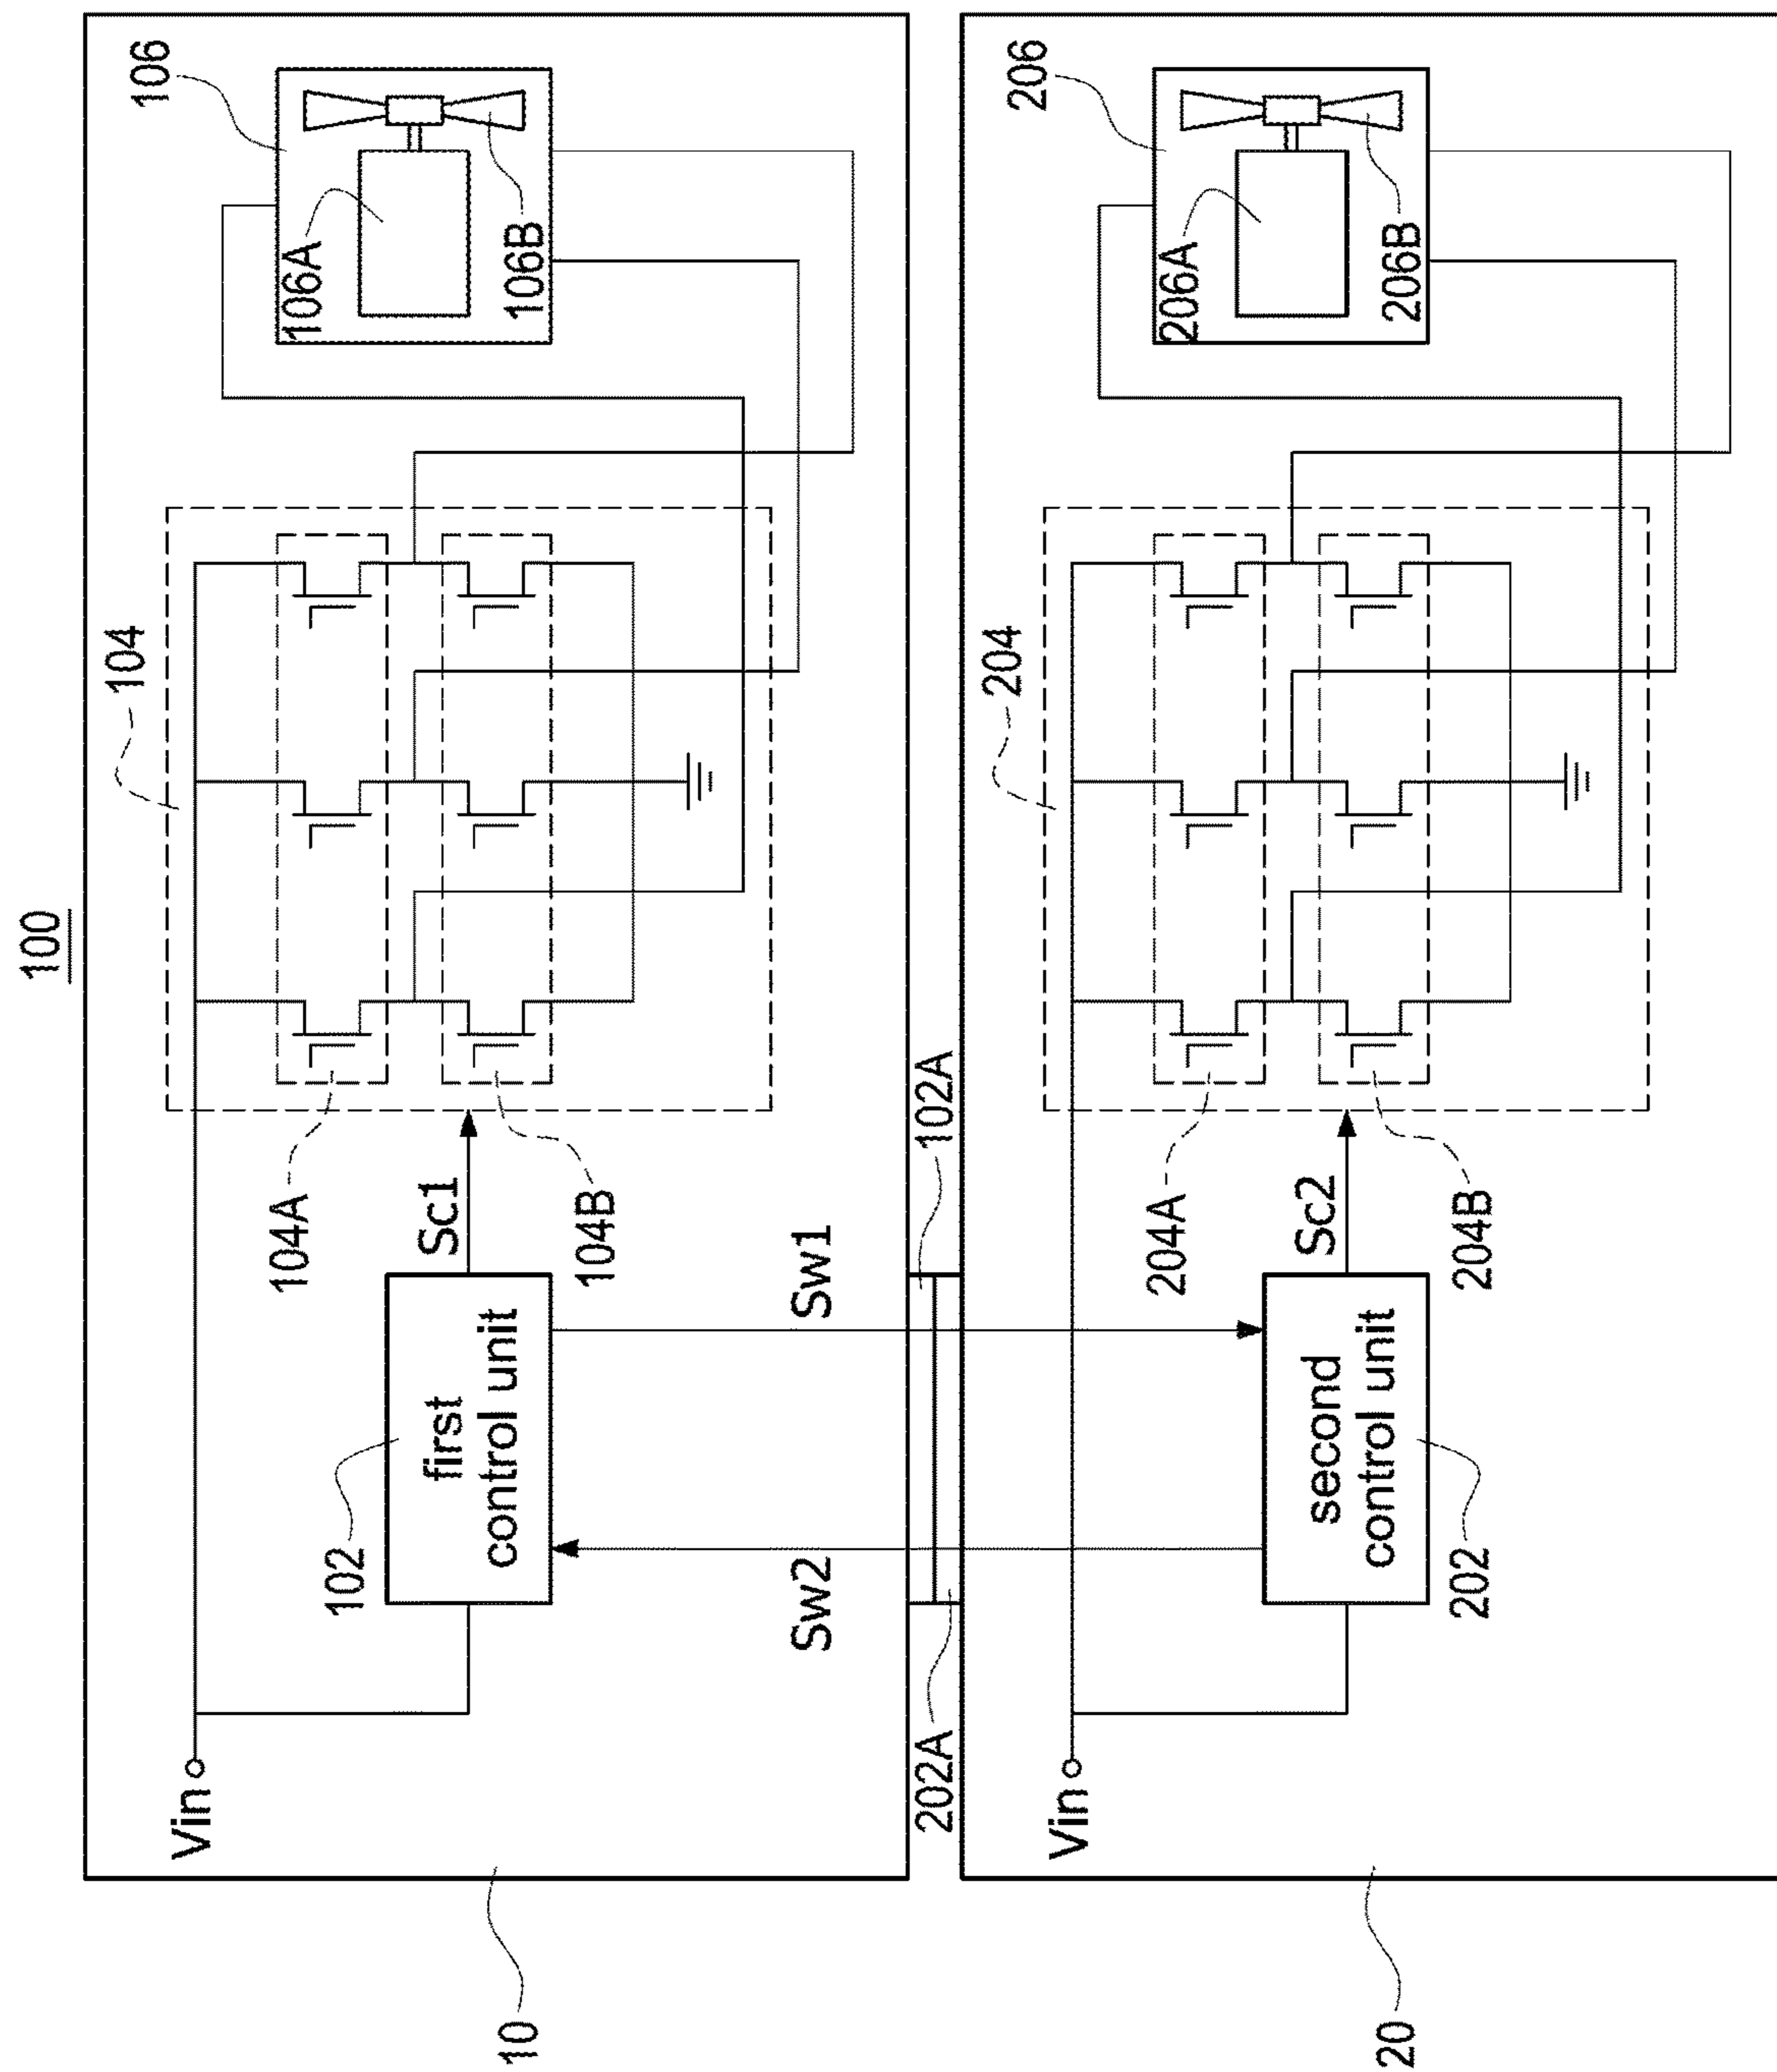 100
106
106A
106B
104
104A
104B
Sc1
first
control unit
102
Vin
10
Sw1
Sw2
102A
202A
206
206A
206B
204
204A
204B
Sc2
second
control unit
202
Vin
20